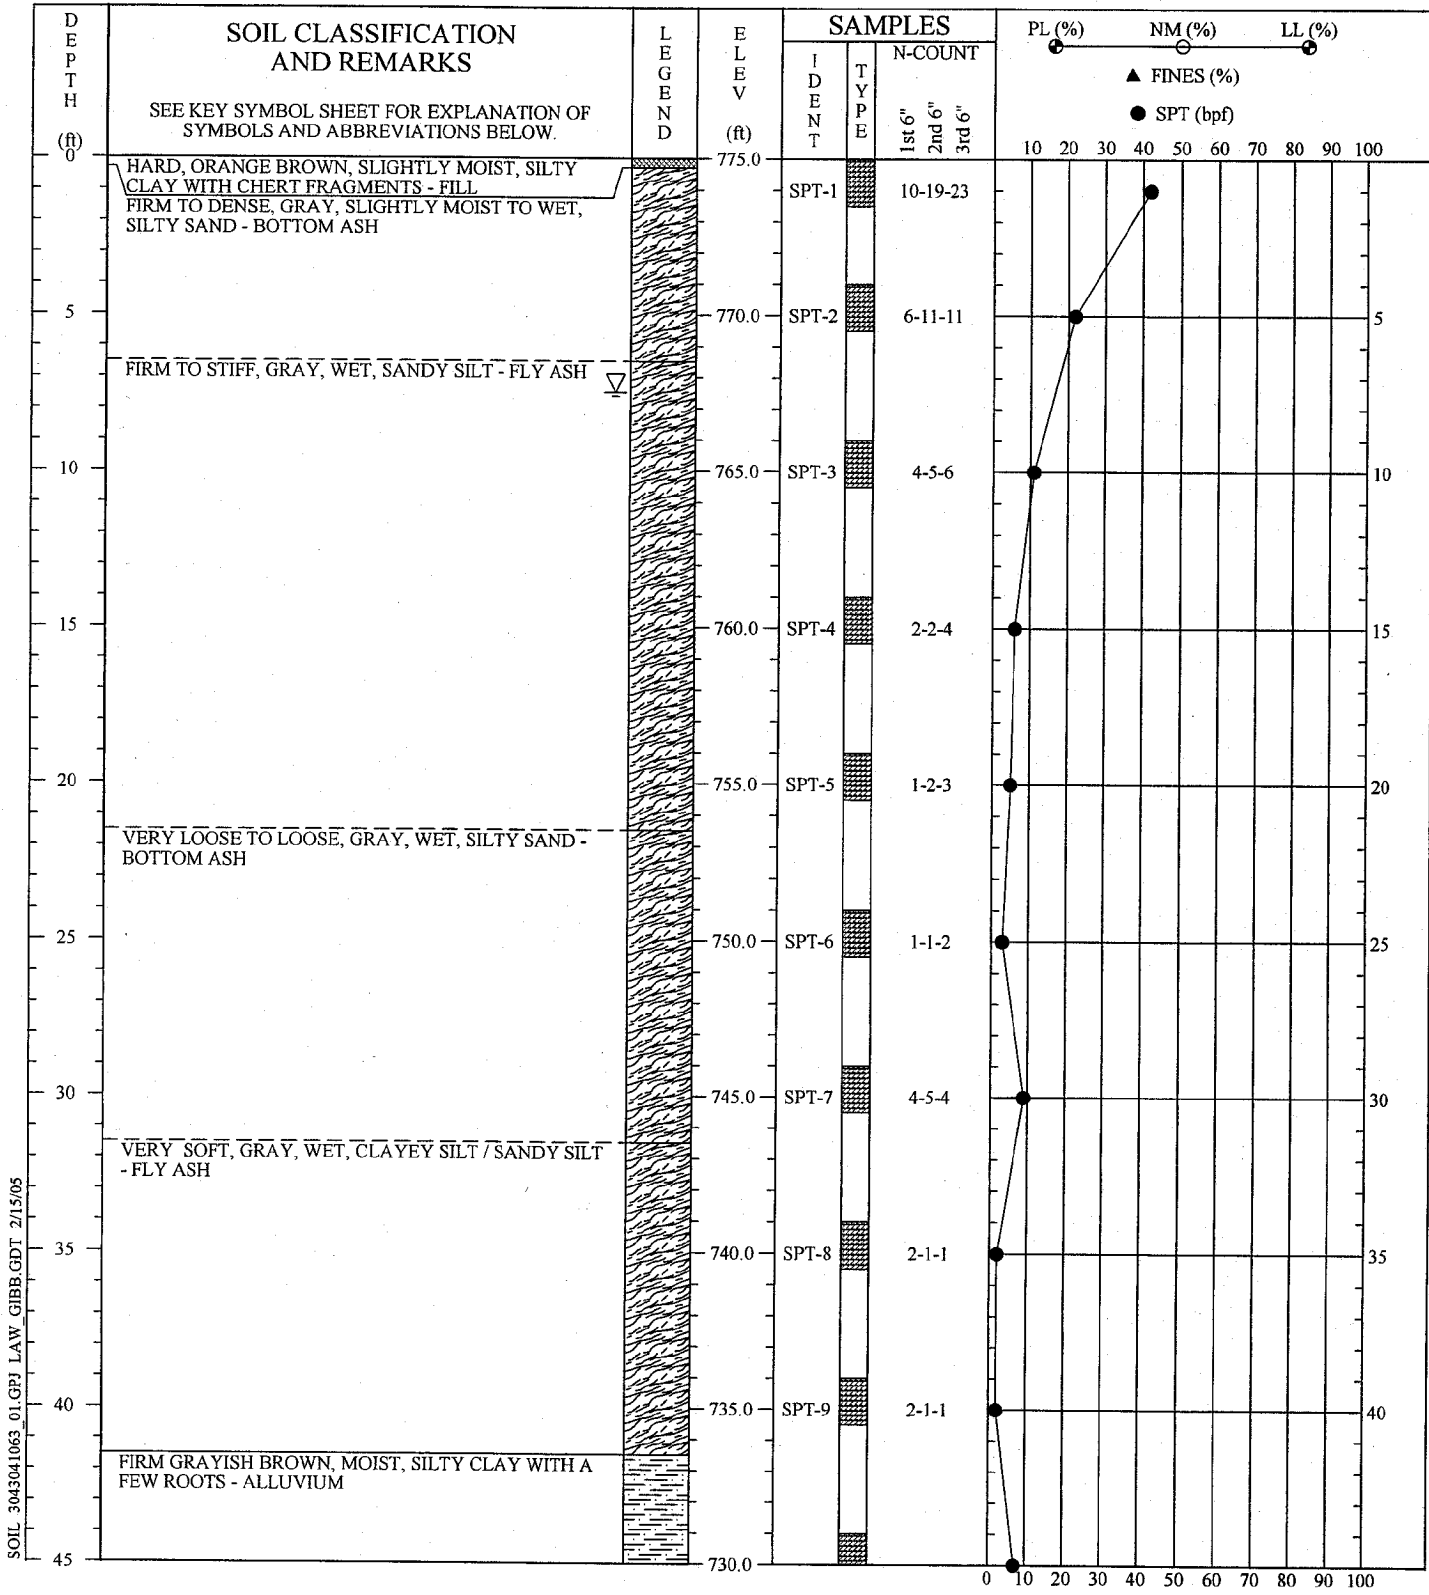 DEPTH (ft)
SOIL CLASSIFICATION
AND REMARKS
SEE KEY SYMBOL SHEET FOR EXPLANATION OF
SYMBOLS AND ABBREVIATIONS BELOW.
LEGEND
ELEV (ft)
SAMPLES
IDENT
TYPE
N-COUNT
1st 6"
2nd 6"
3rd 6"
PL (%) NM (%) LL (%)
▲ FINES (%)
● SPT (bpf)
10 20 30 40 50 60 70 80 90 100
0
HARD, ORANGE BROWN, SLIGHTLY MOIST, SILTY
CLAY WITH CHERT FRAGMENTS - FILL
775.0
FIRM TO DENSE, GRAY, SLIGHTLY MOIST TO WET,
SILTY SAND - BOTTOM ASH
SPT-1 10-19-23
5 770.0 SPT-2 6-11-11 5
FIRM TO STIFF, GRAY, WET, SANDY SILT - FLY ASH
10 765.0 SPT-3 4-5-6 10
15 760.0 SPT-4 2-2-4 15
20 755.0 SPT-5 1-2-3 20
VERY LOOSE TO LOOSE, GRAY, WET, SILTY SAND -
BOTTOM ASH
25 750.0 SPT-6 1-1-2 25
30 745.0 SPT-7 4-5-4 30
VERY SOFT, GRAY, WET, CLAYEY SILT / SANDY SILT
- FLY ASH
35 740.0 SPT-8 2-1-1 35
40 735.0 SPT-9 2-1-1 40
FIRM GRAYISH BROWN, MOIST, SILTY CLAY WITH A
FEW ROOTS - ALLUVIUM
45 730.0
0 10 20 30 40 50 60 70 80 90 100
SOIL 3043041063_01.GPJ LAW_GIBB.GDT 2/15/05